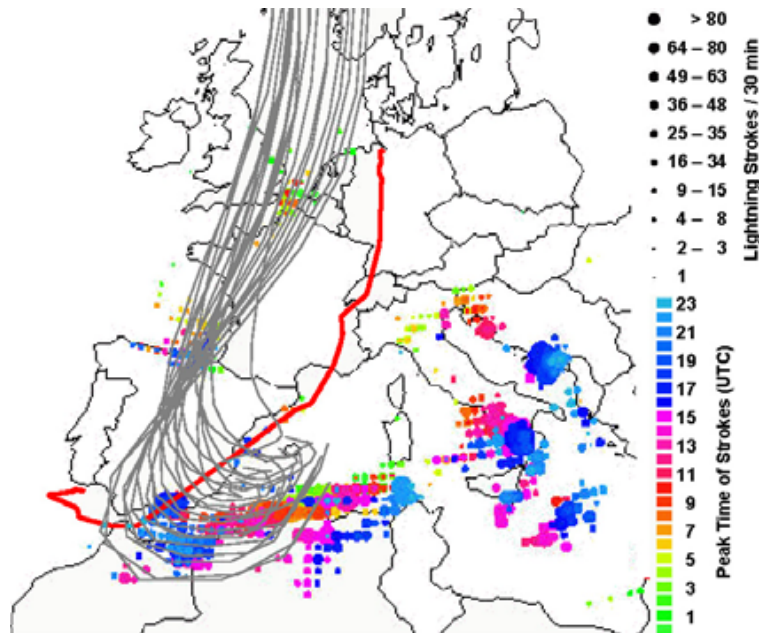 > 80
64 – 80
49 – 63
36 – 48
25 – 35
16 – 34
9 – 15
4 – 8
2 – 3
1
Lightning Strokes / 30 min
23
21
19
17
15
13
11
9
7
5
3
1
Peak Time of Strokes (UTC)